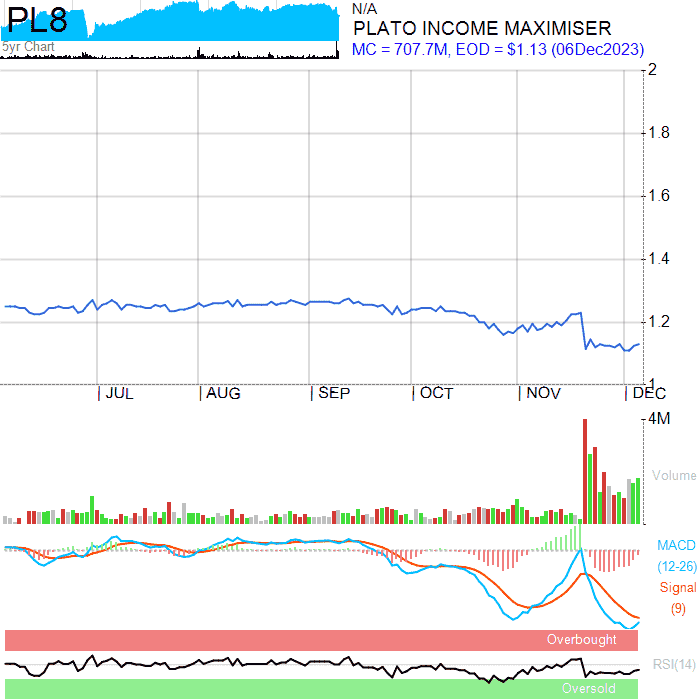 PL8
5yr Chart
N/A
PLATO INCOME MAXIMISER
MC = 707.7M, EOD = $1.13 (06Dec2023)
2
1.8
1.6
1.4
1.2
1
JUL AUG SEP OCT NOV DEC
4M
Volume
MACD
(12-26)
Signal
(9)
Overbought
RSI(14)
Oversold